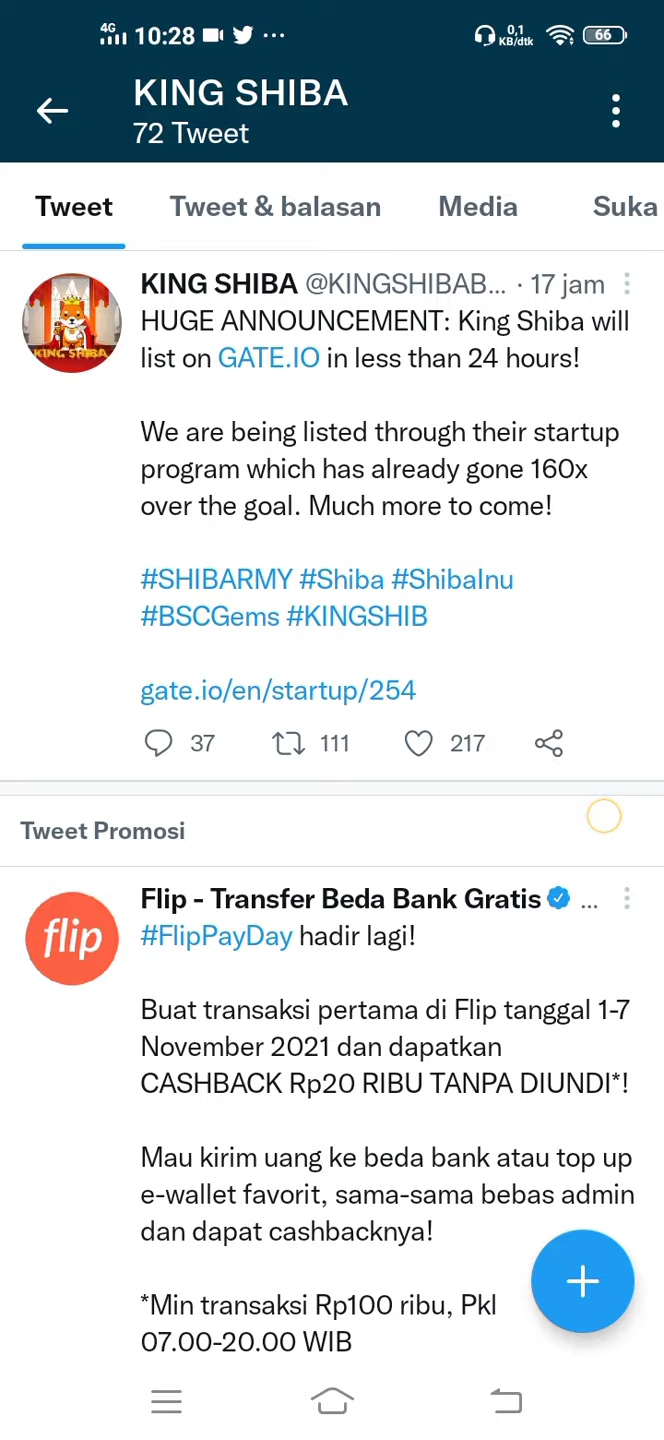 4G 10:28 ... 0,1 KB/dtk 66
KING SHIBA
72 Tweet
Tweet Tweet & balasan Media Suka
KING SHIBA @KINGSHIBAB... · 17 jam
HUGE ANNOUNCEMENT: King Shiba will
list on GATE.IO in less than 24 hours!
We are being listed through their startup
program which has already gone 160x
over the goal. Much more to come!
#SHIBARMY #Shiba #ShibaInu
#BSCGems #KINGSHIB
gate.io/en/startup/254
37 111 217
KING SHIBA
Tweet Promosi
Flip - Transfer Beda Bank Gratis ...
flip
#FlipPayDay hadir lagi!
Buat transaksi pertama di Flip tanggal 1-7
November 2021 dan dapatkan
CASHBACK Rp20 RIBU TANPA DIUNDI*!
Mau kirim uang ke beda bank atau top up
e-wallet favorit, sama-sama bebas admin
dan dapat cashbacknya!
*Min transaksi Rp100 ribu, Pkl
07.00-20.00 WIB